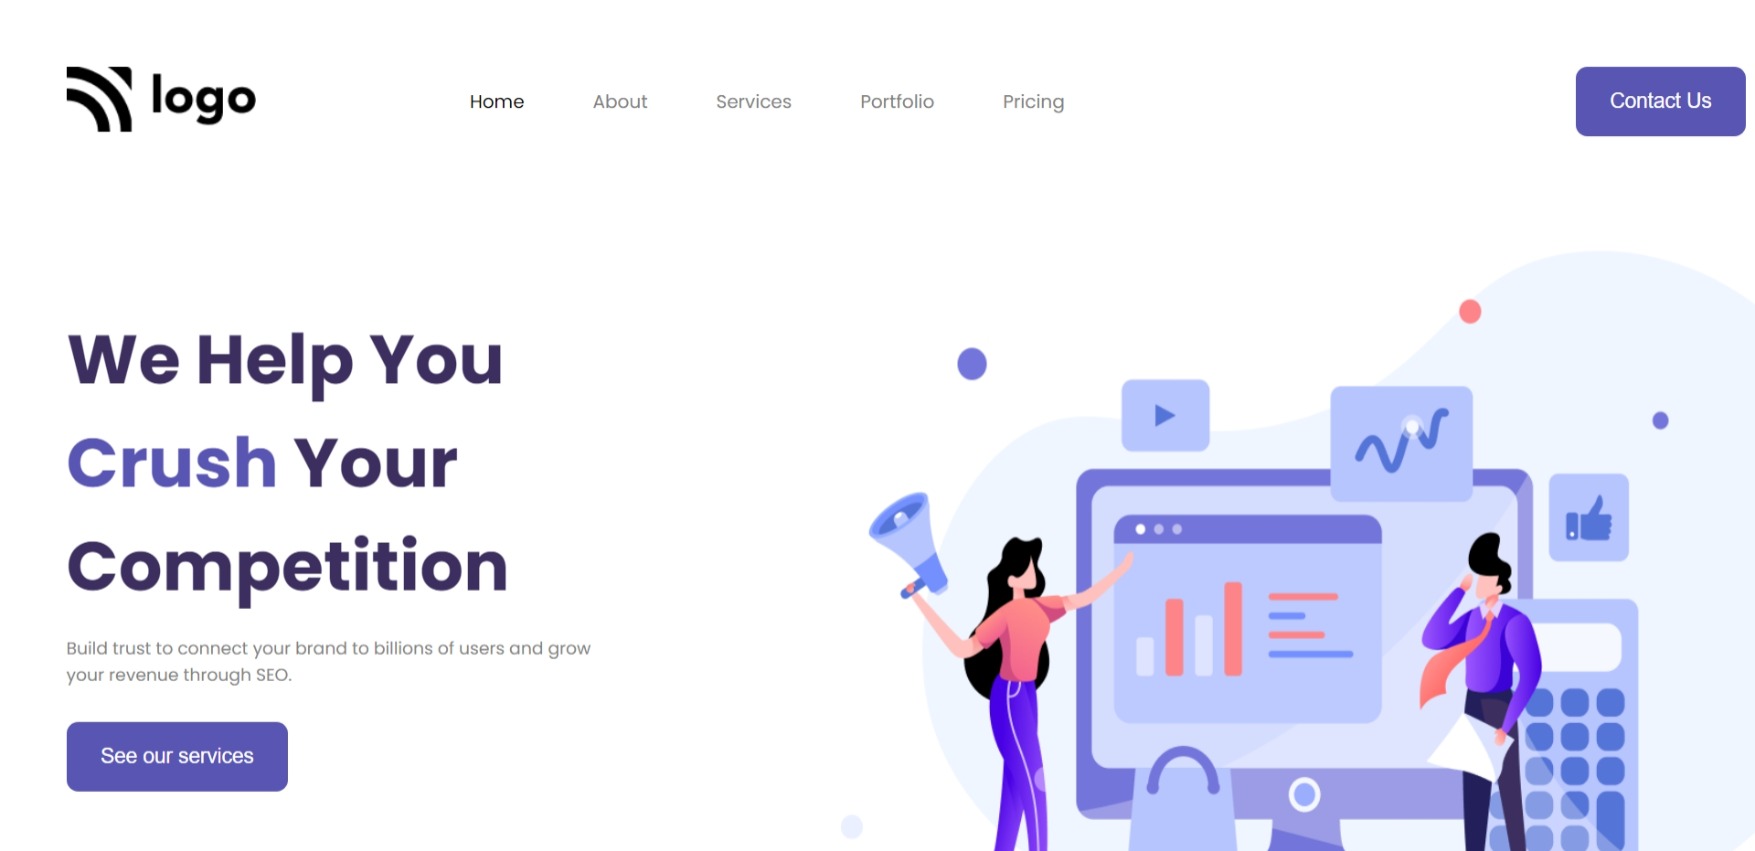 logo
Home About Services Portfolio Pricing
Contact Us
We Help You
Crush Your
Competition
Build trust to connect your brand to billions of users and grow
your revenue through SEO.
See our services